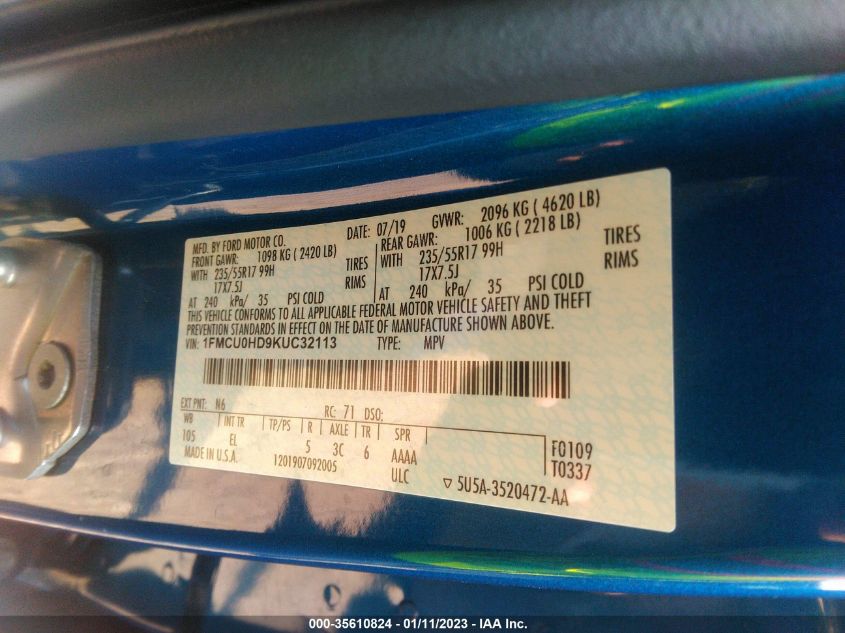 MFD. BY FORD MOTOR CO. DATE: 07/19 GVWR: 2096 KG ( 4620 LB)
FRONT GAWR: 1098 KG ( 2420 LB) REAR GAWR: 1006 KG ( 2218 LB)
WITH 235/55R17 99H TIRES WITH 235/55R17 99H TIRES
17X7.5J RIMS 17X7.5J RIMS
AT 240 kPa/ 35 PSI COLD AT 240 kPa/ 35 PSI COLD
THIS VEHICLE CONFORMS TO ALL APPLICABLE FEDERAL MOTOR VEHICLE SAFETY AND THEFT
PREVENTION STANDARDS IN EFFECT ON THE DATE OF MANUFACTURE SHOWN ABOVE.
VIN: 1FMCU0HD9KUC32113 TYPE: MPV
EXT PNT: N6 RC: 71 DSO:
WB INT TR TP/PS R AXLE TR SPR
105 EL 5 3C 6 AAAA F0109
MADE IN U.S.A. 1201907092005 ULC T0337
▽ 5U5A-3520472-AA
000-35610824 - 01/11/2023 - IAA Inc.